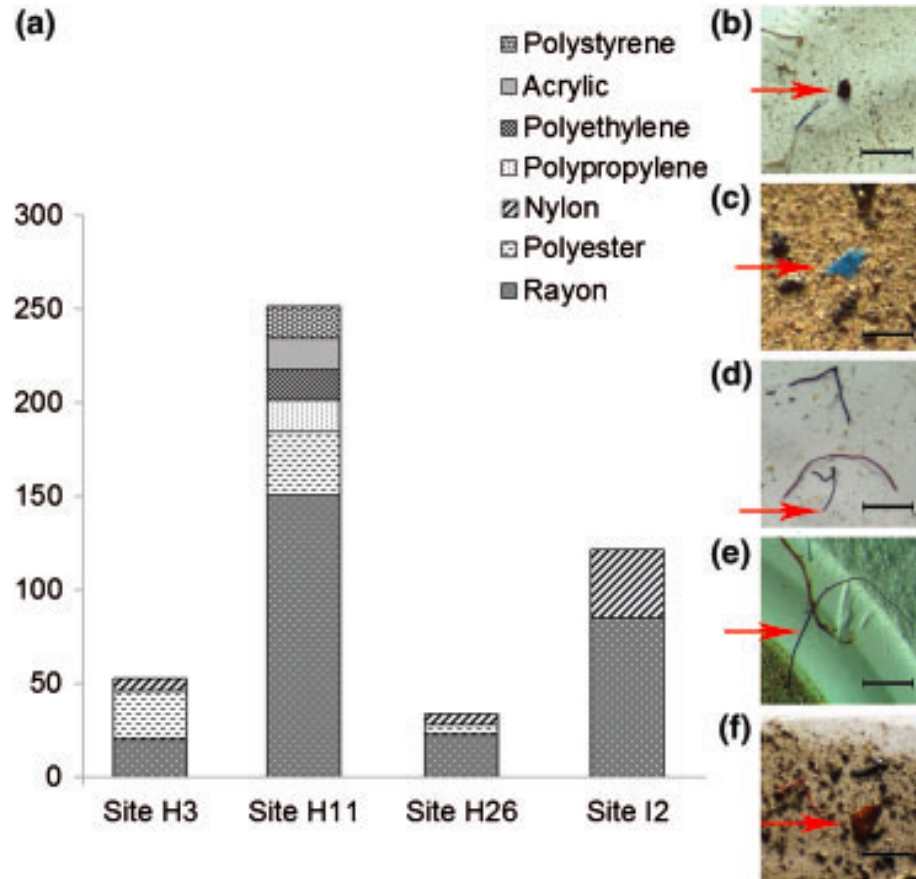 (a)
Polystyrene
Acrylic
Polyethylene
Polypropylene
Nylon
Polyester
Rayon
300
250
200
150
100
50
0
Site H3 Site H11 Site H26 Site I2
(b)
(c)
(d)
(e)
(f)